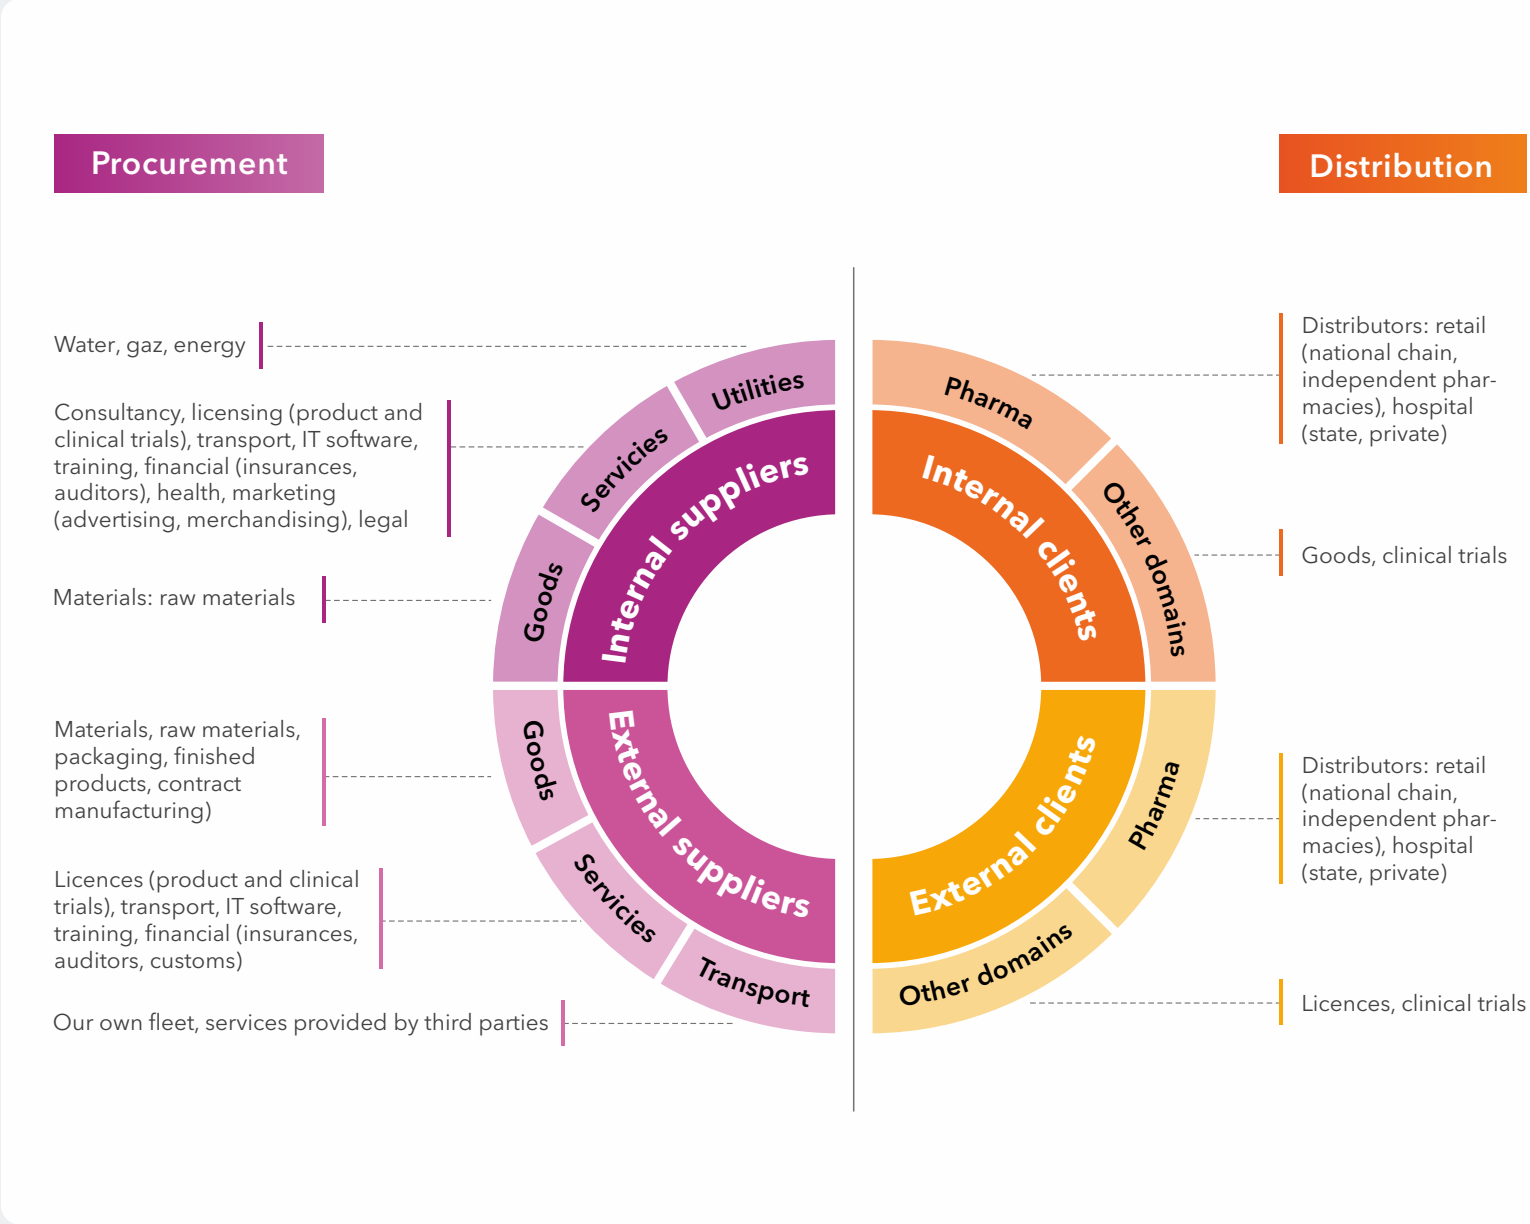 Procurement
Distribution
Water, gaz, energy
Consultancy, licensing (product and
clinical trials), transport, IT software,
training, financial (insurances,
auditors), health, marketing
(advertising, merchandising), legal
Materials: raw materials
Materials, raw materials,
packaging, finished
products, contract
manufacturing)
Licences (product and clinical
trials), transport, IT software,
training, financial (insurances,
auditors, customs)
Our own fleet, services provided by third parties
Utilities
Servicies
Goods
Internal suppliers
Goods
Servicies
Transport
External suppliers
Pharma
Other domains
Internal clients
Pharma
Other domains
External clients
Distributors: retail
(national chain,
independent phar-
macies), hospital
(state, private)
Goods, clinical trials
Distributors: retail
(national chain,
independent phar-
macies), hospital
(state, private)
Licences, clinical trials